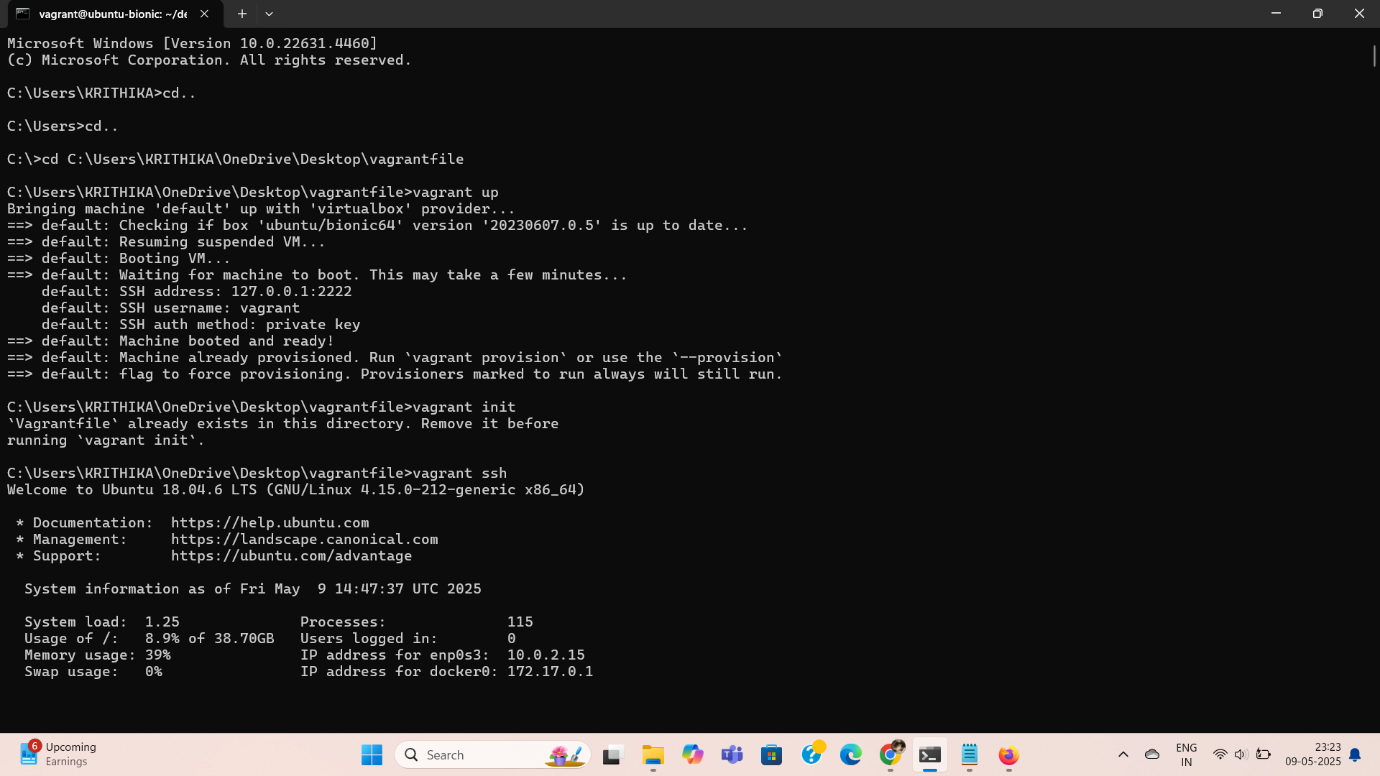 vagrant@ubuntu-bionic: ~/de
Microsoft Windows [Version 10.0.22631.4460]
(c) Microsoft Corporation. All rights reserved.
C:\Users\KRITHIKA>cd..
C:\Users>cd..
C:\>cd C:\Users\KRITHIKA\OneDrive\Desktop\vagrantfile
C:\Users\KRITHIKA\OneDrive\Desktop\vagrantfile>vagrant up
Bringing machine 'default' up with 'virtualbox' provider...
==> default: Checking if box 'ubuntu/bionic64' version '20230607.0.5' is up to date...
==> default: Resuming suspended VM...
==> default: Booting VM...
==> default: Waiting for machine to boot. This may take a few minutes...
    default: SSH address: 127.0.0.1:2222
    default: SSH username: vagrant
    default: SSH auth method: private key
==> default: Machine booted and ready!
==> default: Machine already provisioned. Run `vagrant provision` or use the `--provision`
==> default: flag to force provisioning. Provisioners marked to run always will still run.
C:\Users\KRITHIKA\OneDrive\Desktop\vagrantfile>vagrant init
`Vagrantfile` already exists in this directory. Remove it before
running `vagrant init`.
C:\Users\KRITHIKA\OneDrive\Desktop\vagrantfile>vagrant ssh
Welcome to Ubuntu 18.04.6 LTS (GNU/Linux 4.15.0-212-generic x86_64)
 * Documentation:  https://help.ubuntu.com
 * Management:     https://landscape.canonical.com
 * Support:        https://ubuntu.com/advantage
  System information as of Fri May  9 14:47:37 UTC 2025
  System load:  1.25              Processes:              115
  Usage of /:   8.9% of 38.70GB   Users logged in:        0
  Memory usage: 39%               IP address for enp0s3:  10.0.2.15
  Swap usage:   0%                IP address for docker0: 172.17.0.1
6
Upcoming
Earnings
Search
ENG
IN
23:23
09-05-2025